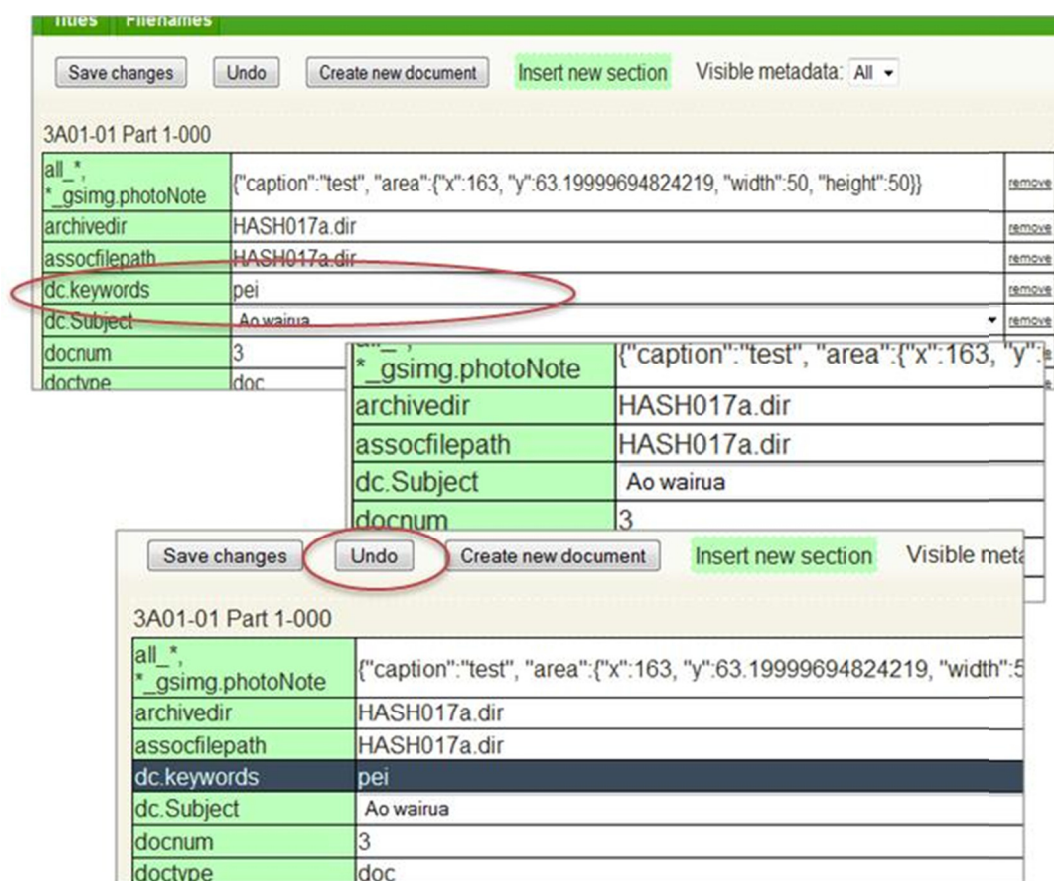 Titles Filenames
Save changes Undo Create new document Insert new section Visible metadata: All
3A01-01 Part 1-000
all_*,
*_gsimg.photoNote {"caption":"test", "area":{"x":163, "y":63.19999694824219, "width":50, "height":50}} remove
archivedir HASH017a.dir remove
assocfilepath HASH017a.dir remove
dc.keywords pei remove
dc.Subject Ao wairua remove
docnum 3
doctype doc
*_gsimg.photoNote {"caption":"test", "area":{"x":163, "y":
archivedir HASH017a.dir
assocfilepath HASH017a.dir
dc.Subject Ao wairua
docnum 3
Save changes Undo Create new document Insert new section Visible meta
3A01-01 Part 1-000
all_*,
*_gsimg.photoNote {"caption":"test", "area":{"x":163, "y":63.19999694824219, "width":5
archivedir HASH017a.dir
assocfilepath HASH017a.dir
dc.keywords pei
dc.Subject Ao wairua
docnum 3
doctype doc